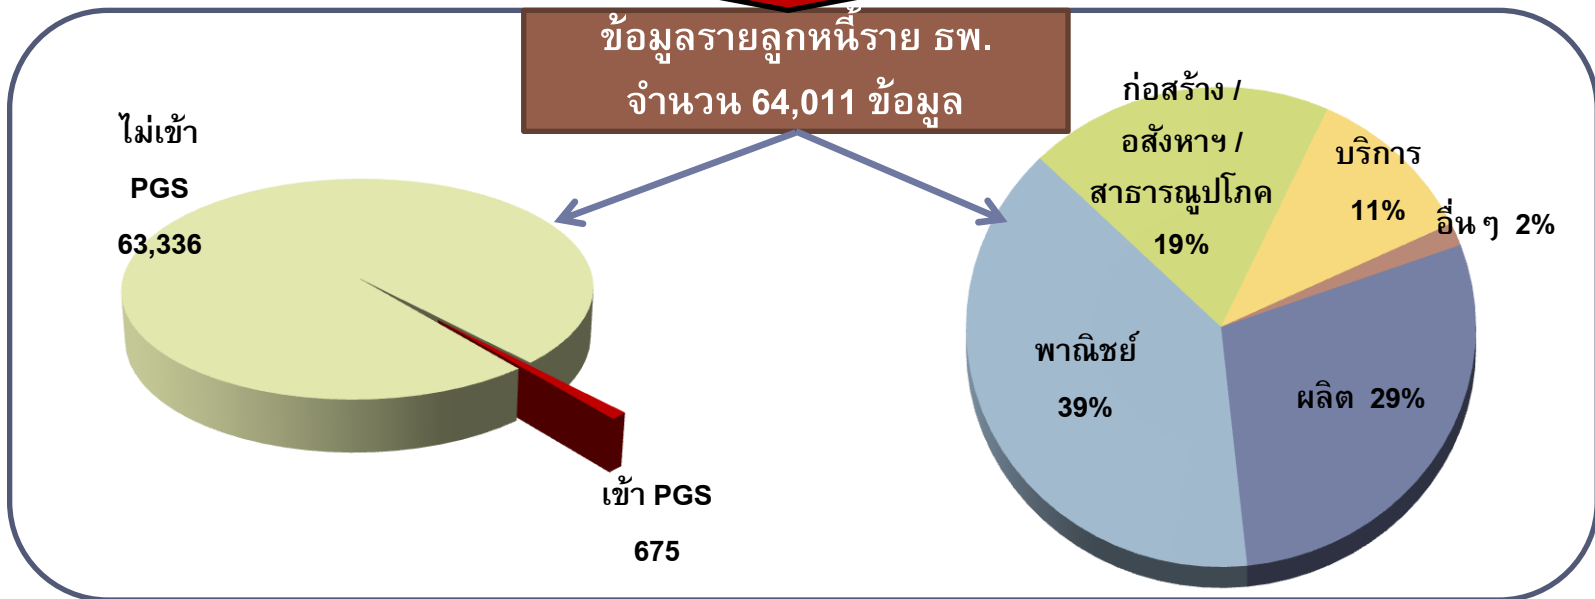 ข้อมูลรายลูกหนี้ราย ธพ.
จำนวน 64,011 ข้อมูล
ไม่เข้า
PGS
63,336
เข้า PGS
675
ก่อสร้าง /
อสังหาฯ /
สาธารณูปโภค
19%
บริการ
11%
อื่น ๆ 2%
พาณิชย์
39%
ผลิต 29%